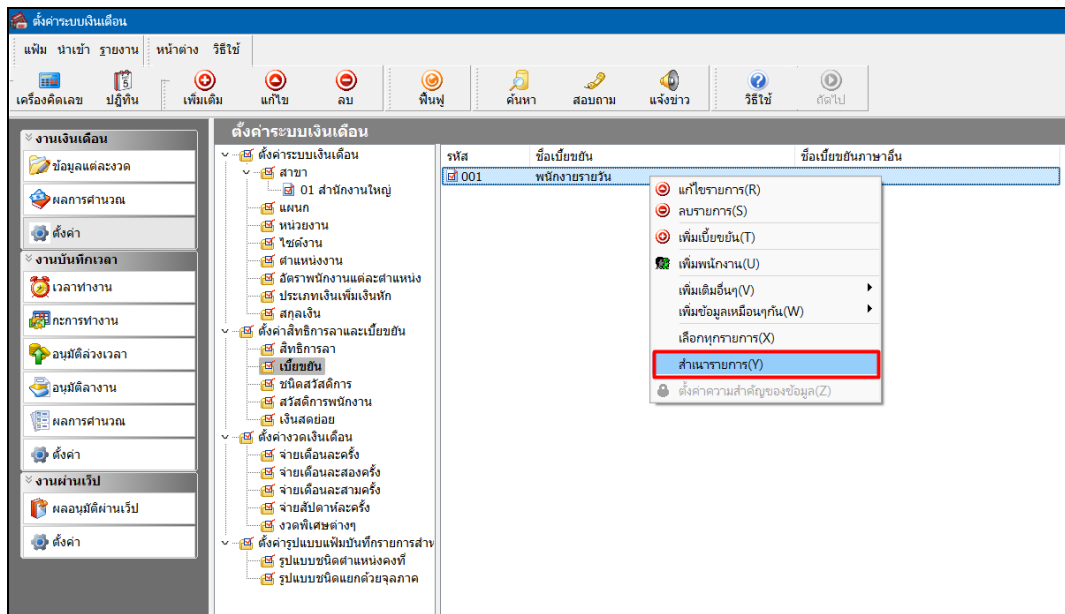 ตั้งค่าระบบเงินเดือน
แฟ้ม นำเข้า รายงาน หน้าต่าง วิธีใช้
เครื่องคิดเลข ปฏิทิน เพิ่มเติม แก้ไข ลบ ฟื้นฟู ค้นหา สอบถาม แจ้งข่าว วิธีใช้ ถัดไป
งานเงินเดือน
ข้อมูลแต่ละงวด
ผลการคำนวณ
ตั้งค่า
งานบันทึกเวลา
เวลาทำงาน
กะการทำงาน
อนุมัติล่วงเวลา
อนุมัติลางาน
ผลการคำนวณ
ตั้งค่า
งานผ่านเว็ป
ผลอนุมัติผ่านเว็ป
ตั้งค่า
ตั้งค่าระบบเงินเดือน
ตั้งค่าระบบเงินเดือน
สาขา
01 สำนักงานใหญ่
แผนก
หน่วยงาน
ไซด์งาน
ตำแหน่งงาน
อัตราพนักงานแต่ละตำแหน่ง
ประเภทเงินเพิ่มเงินหัก
สกุลเงิน
ตั้งค่าสิทธิการลาและเบี้ยขยัน
สิทธิการลา
เบี้ยขยัน
ชนิดสวัสดิการ
สวัสดิการพนักงาน
เงินสดย่อย
ตั้งค่างวดเงินเดือน
จ่ายเดือนละครั้ง
จ่ายเดือนละสองครั้ง
จ่ายเดือนละสามครั้ง
จ่ายสัปดาห์ละครั้ง
งวดพิเศษต่างๆ
ตั้งค่ารูปแบบแฟ้มบันทึกรายการสำห
รูปแบบชนิดตำแหน่งคงที่
รูปแบบชนิดแยกด้วยจุลภาค
รหัส ชื่อเบี้ยขยัน ชื่อเบี้ยขยันภาษาอื่น
001 พนักงายรายวัน
แก้ไขรายการ(R)
ลบรายการ(S)
เพิ่มเบี้ยขยัน(T)
เพิ่มพนักงาน(U)
เพิ่มเติมอื่นๆ(V)
เพิ่มข้อมูลเหมือนๆกัน(W)
เลือกทุกรายการ(X)
สำเนารายการ(Y)
ตั้งค่าความสำคัญของข้อมูล(Z)